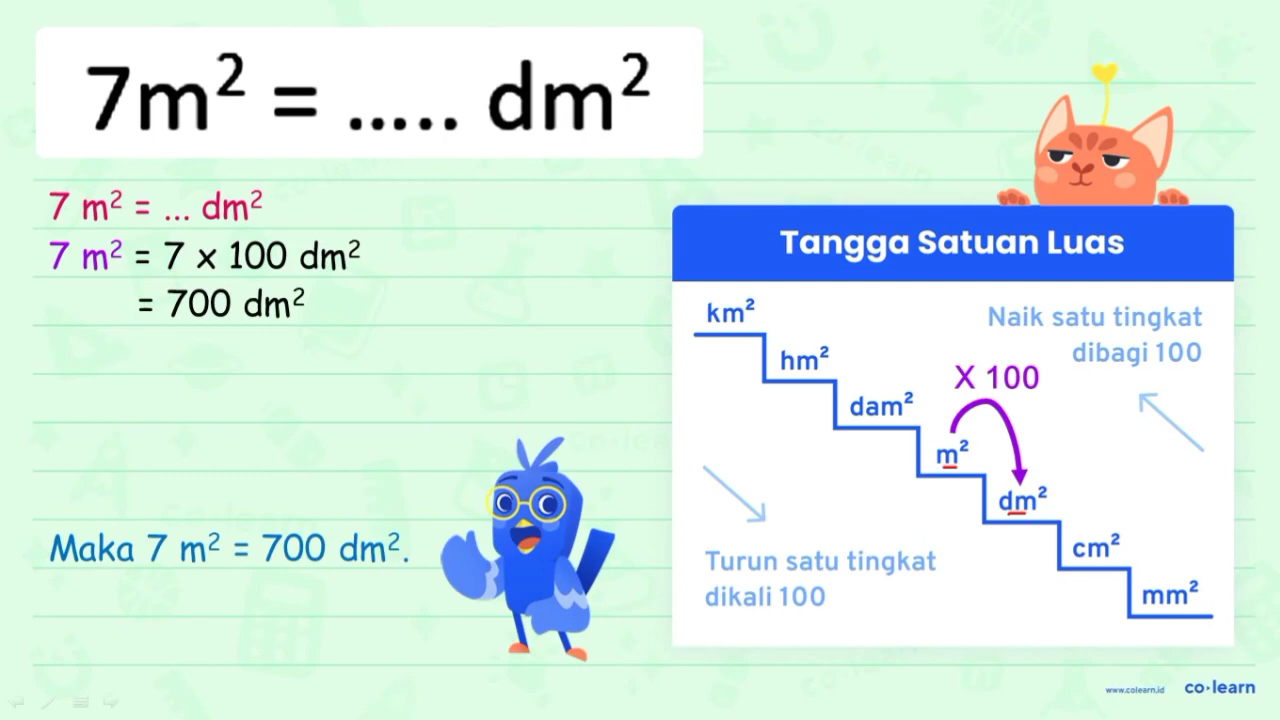 7m² = ..... dm²
7 m² = ... dm²
7 m² = 7 x 100 dm²
= 700 dm²
Maka 7 m² = 700 dm².
Tangga Satuan Luas
km²
hm²
dam²
m²
dm²
cm²
mm²
X 100
Naik satu tingkat
dibagi 100
Turun satu tingkat
dikali 100
www.colearn.id
co·learn